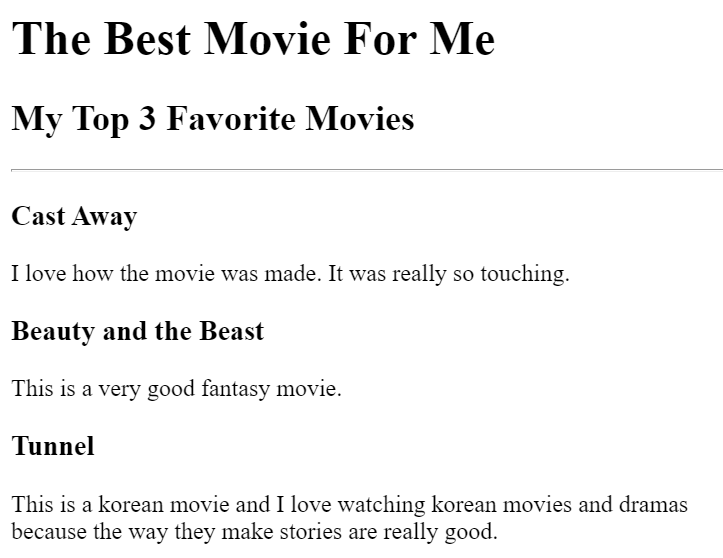 The Best Movie For Me
My Top 3 Favorite Movies
Cast Away
I love how the movie was made. It was really so touching.
Beauty and the Beast
This is a very good fantasy movie.
Tunnel
This is a korean movie and I love watching korean movies and dramas
because the way they make stories are really good.